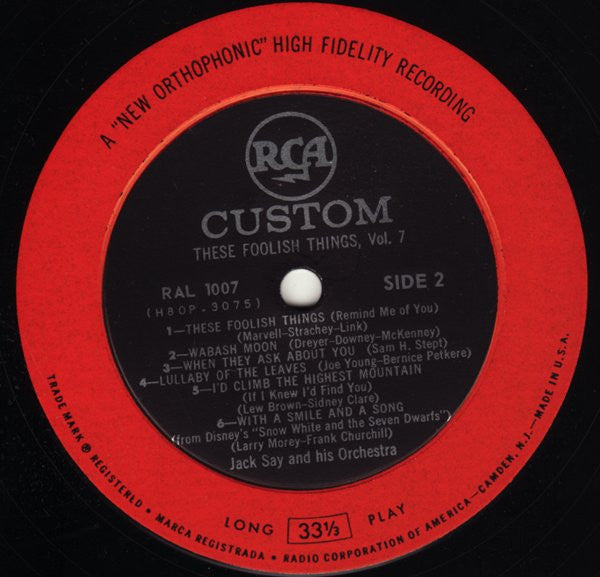 A "NEW ORTHOPHONIC" HIGH FIDELITY RECORDING
RCA
CUSTOM
THESE FOOLISH THINGS, Vol. 7
RAL 1007
SIDE 2
(H8OP-3075)
1—THESE FOOLISH THINGS (Remind Me of You)
(Marvell-Strachey-Link)
2—WABASH MOON (Dreyer-Downey-McKenney)
3—WHEN THEY ASK ABOUT YOU (Sam H. Stept)
4—LULLABY OF THE LEAVES (Joe Young-Bernice Petkere)
5—I'D CLIMB THE HIGHEST MOUNTAIN
(If I Knew I'd Find You)
(Lew Brown-Sidney Clare)
6—WITH A SMILE AND A SONG
(from Disney's "Snow White and the Seven Dwarfs")
(Larry Morey-Frank Churchill)
Jack Say and his Orchestra
LONG 33⅓ PLAY
TRADE MARK ® REGISTERED • MARCA REGISTRADA • RADIO CORPORATION OF AMERICA—CAMDEN, N.J.—MADE IN U.S.A.